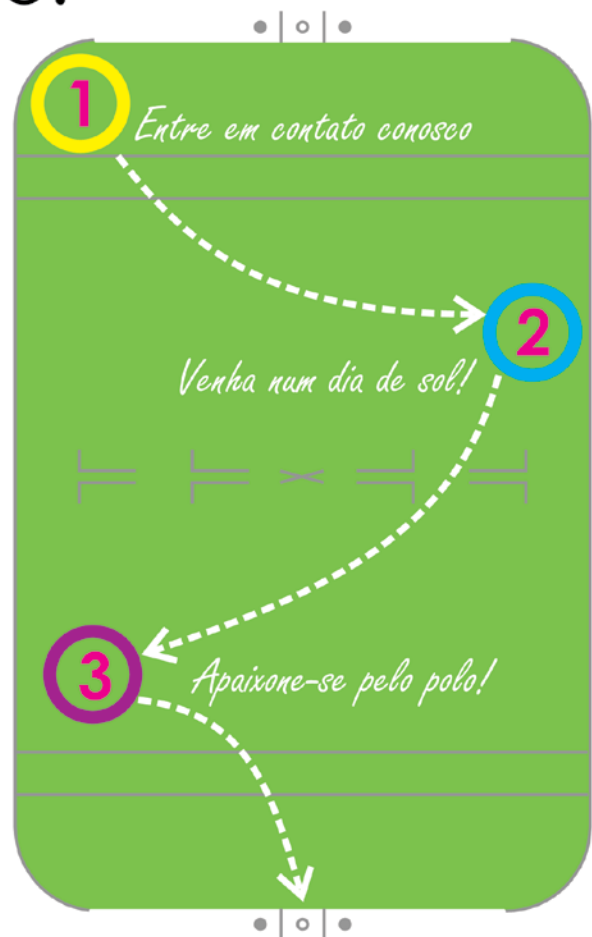 1
Entre em contato conosco
2
Venha num dia de sol!
3
Apaixone-se pelo polo!